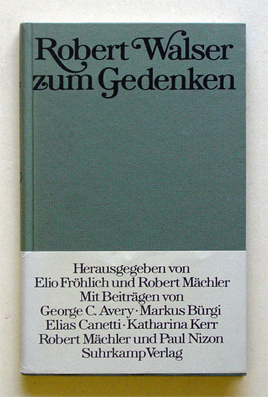 Robert Walser
zum Gedenken
Herausgegeben von
Elio Fröhlich und Robert Mächler
Mit Beiträgen von
George C. Avery · Markus Bürgi
Elias Canetti · Katharina Kerr
Robert Mächler und Paul Nizon
Suhrkamp Verlag